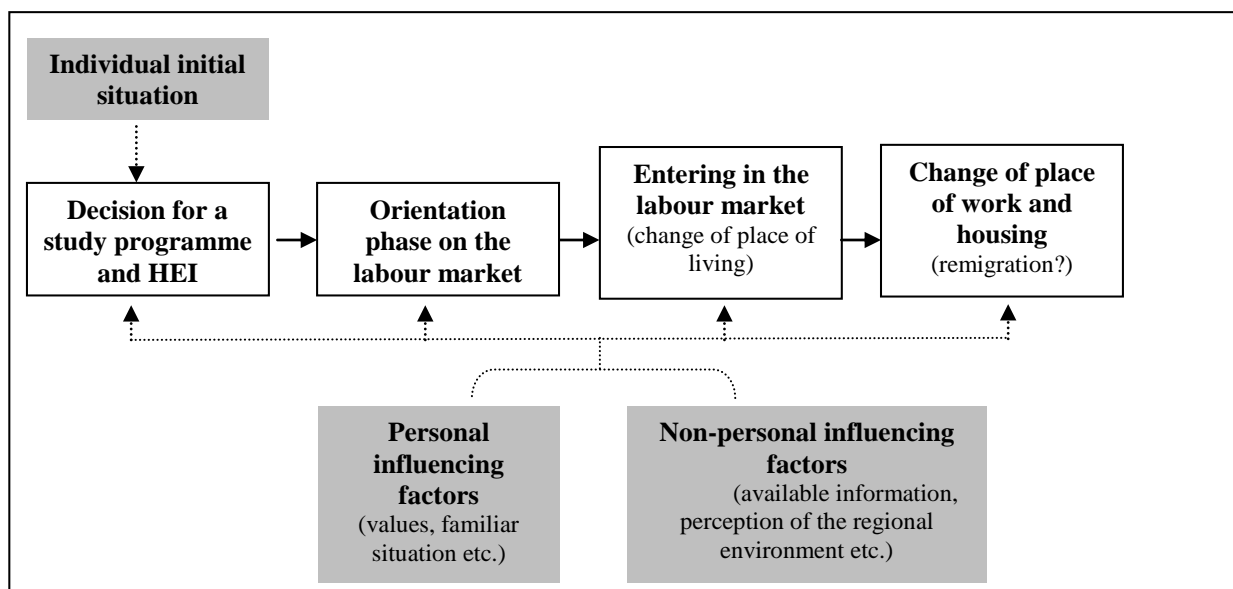 Individual initial
situation
Decision for a
study programme
and HEI
Orientation
phase on the
labour market
Entering in the
labour market
(change of place of
living)
Change of place
of work and
housing
(remigration?)
Personal
influencing
factors
(values, familiar
situation etc.)
Non-personal influencing
factors
(available information,
perception of the regional
environment etc.)